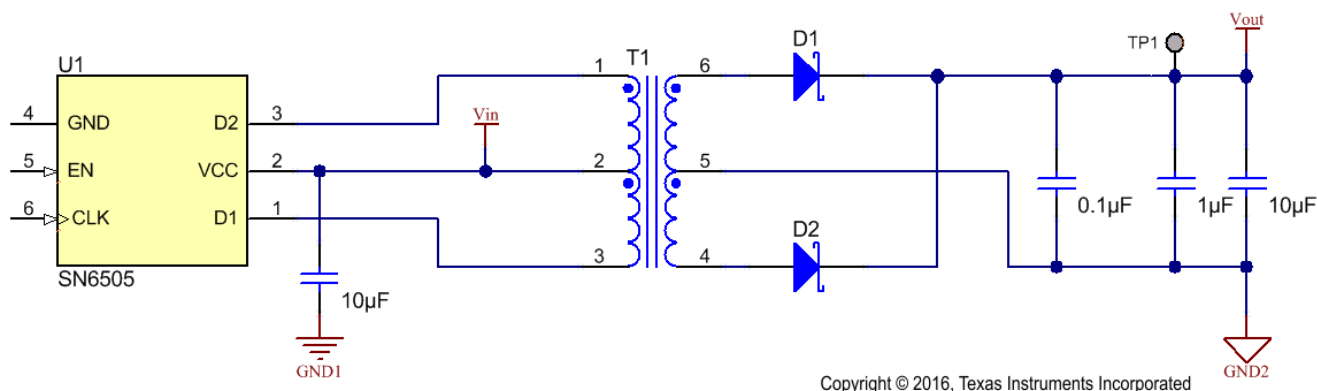 U1
4
GND
D2
3
5
EN
VCC
2
6
CLK
D1
1
SN6505
10µF
GND1
Vin
T1
1
2
3
6
5
4
D1
D2
TP1
Vout
0.1µF
1µF
10µF
GND2
Copyright © 2016, Texas Instruments Incorporated